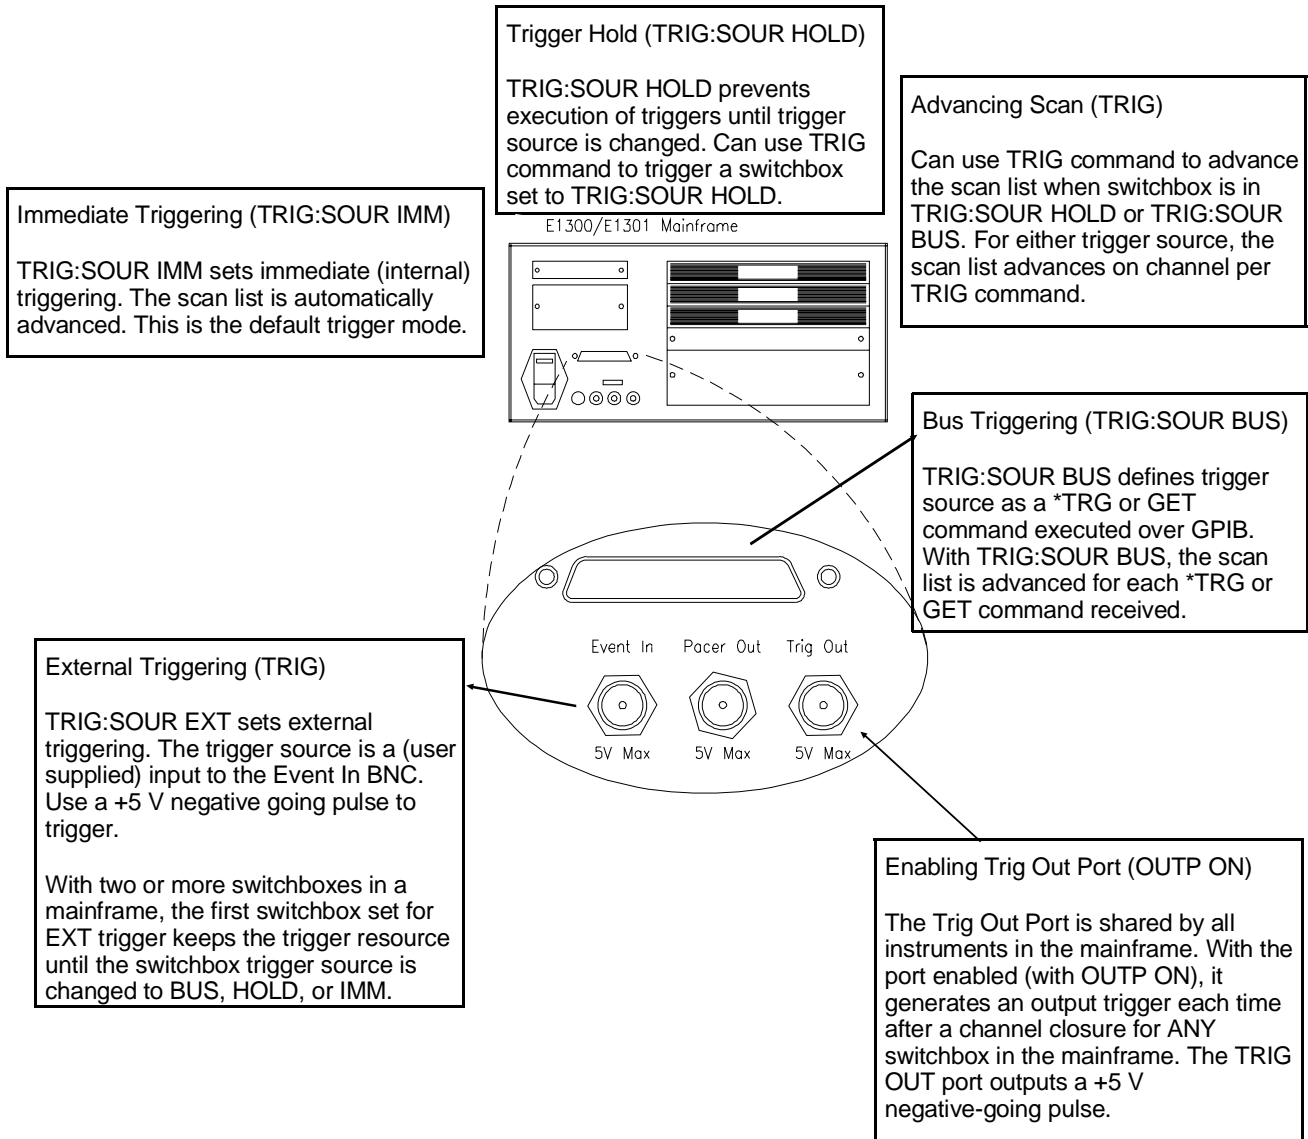 Trigger Hold (TRIG:SOUR HOLD)
TRIG:SOUR HOLD prevents
execution of triggers until trigger
source is changed. Can use TRIG
command to trigger a switchbox
set to TRIG:SOUR HOLD.
Advancing Scan (TRIG)
Can use TRIG command to advance
the scan list when switchbox is in
TRIG:SOUR HOLD or TRIG:SOUR
BUS. For either trigger source, the
scan list advances on channel per
TRIG command.
Immediate Triggering (TRIG:SOUR IMM)
TRIG:SOUR IMM sets immediate (internal)
triggering. The scan list is automatically
advanced. This is the default trigger mode.
E1300/E1301 Mainframe
Bus Triggering (TRIG:SOUR BUS)
TRIG:SOUR BUS defines trigger
source as a *TRG or GET
command executed over GPIB.
With TRIG:SOUR BUS, the scan
list is advanced for each *TRG or
GET command received.
Event In Pacer Out Trig Out
5V Max 5V Max 5V Max
External Triggering (TRIG)
TRIG:SOUR EXT sets external
triggering. The trigger source is a (user
supplied) input to the Event In BNC.
Use a +5 V negative going pulse to
trigger.
With two or more switchboxes in a
mainframe, the first switchbox set for
EXT trigger keeps the trigger resource
until the switchbox trigger source is
changed to BUS, HOLD, or IMM.
Enabling Trig Out Port (OUTP ON)
The Trig Out Port is shared by all
instruments in the mainframe. With the
port enabled (with OUTP ON), it
generates an output trigger each time
after a channel closure for ANY
switchbox in the mainframe. The TRIG
OUT port outputs a +5 V
negative-going pulse.